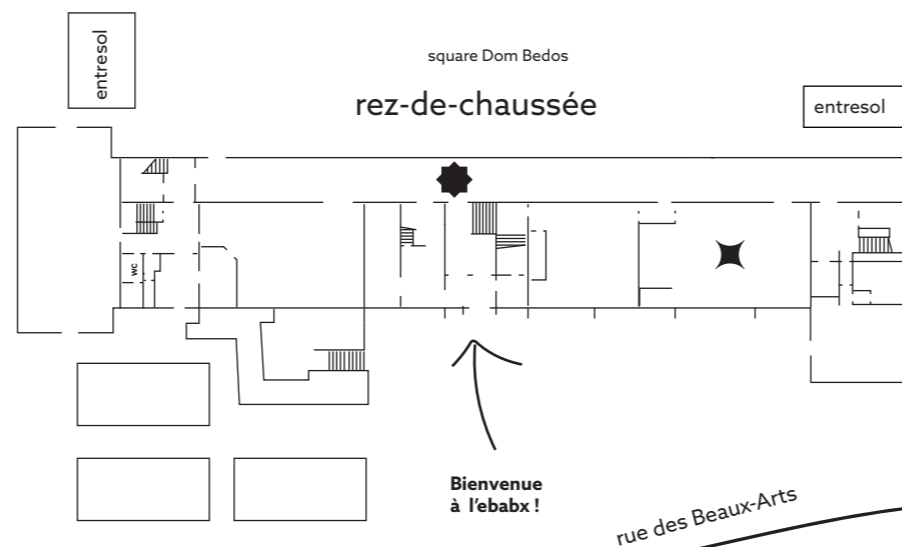 entresol
square Dom Bedos
rez-de-chaussée
entresol
wc
Bienvenue
à l'ebabx !
rue des Beaux-Arts